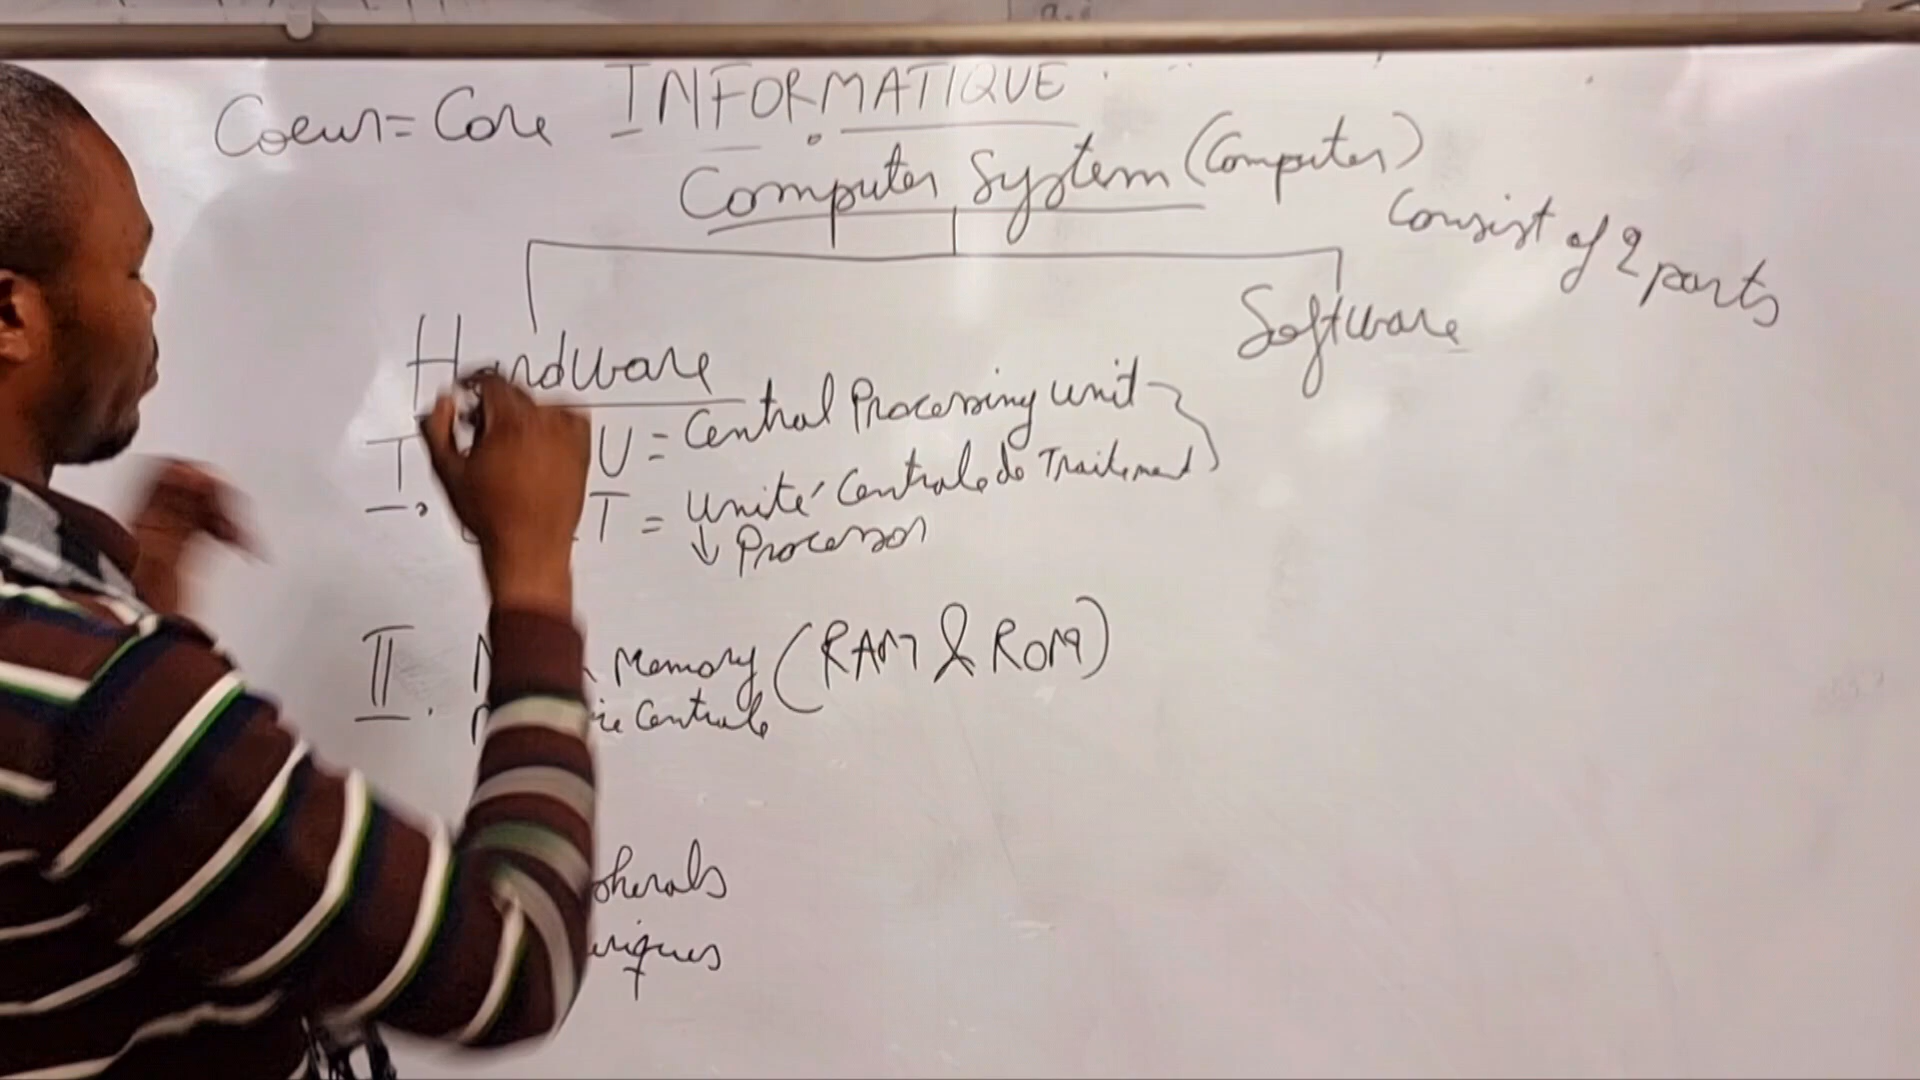 INFORMATIQUE
Coeur = Core
Computer System (Computer)
Consist of 2 parts
Hardware
Software
I. U = Central Processing unit
T = unité Centrale de Traitement
↓ Processor
II. Memory (RAM & ROM)
Centrale